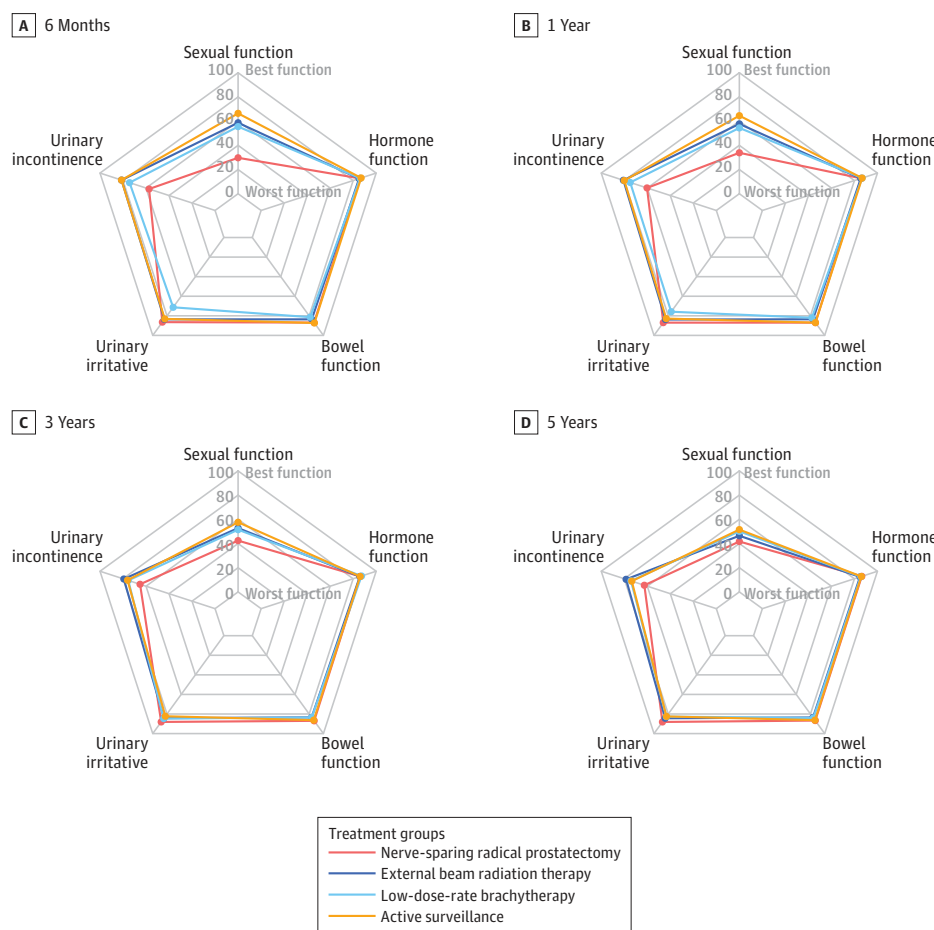 A 6 Months
Sexual function
100 Best function
80
60
40
20
0
Worst function
Urinary
incontinence
Hormone
function
Urinary
irritative
Bowel
function
B 1 Year
Sexual function
100 Best function
80
60
40
20
0
Worst function
Urinary
incontinence
Hormone
function
Urinary
irritative
Bowel
function
C 3 Years
Sexual function
100 Best function
80
60
40
20
0
Worst function
Urinary
incontinence
Hormone
function
Urinary
irritative
Bowel
function
D 5 Years
Sexual function
100 Best function
80
60
40
20
0
Worst function
Urinary
incontinence
Hormone
function
Urinary
irritative
Bowel
function
Treatment groups
Nerve-sparing radical prostatectomy
External beam radiation therapy
Low-dose-rate brachytherapy
Active surveillance